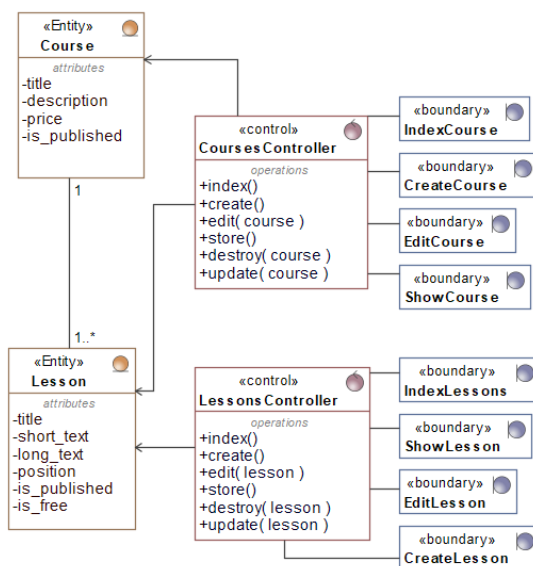 «Entity»
Course
attributes
-title
-description
-price
-is_published
1
1..*
«Entity»
Lesson
attributes
-title
-short_text
-long_text
-position
-is_published
-is_free
«control»
CoursesController
operations
+index()
+create()
+edit( course )
+store()
+destroy( course )
+update( course )
«control»
LessonsController
operations
+index()
+create()
+edit( lesson )
+store()
+destroy( lesson )
+update( lesson )
«boundary»
IndexCourse
«boundary»
CreateCourse
«boundary»
EditCourse
«boundary»
ShowCourse
«boundary»
IndexLessons
«boundary»
ShowLesson
«boundary»
EditLesson
«boundary»
CreateLesson